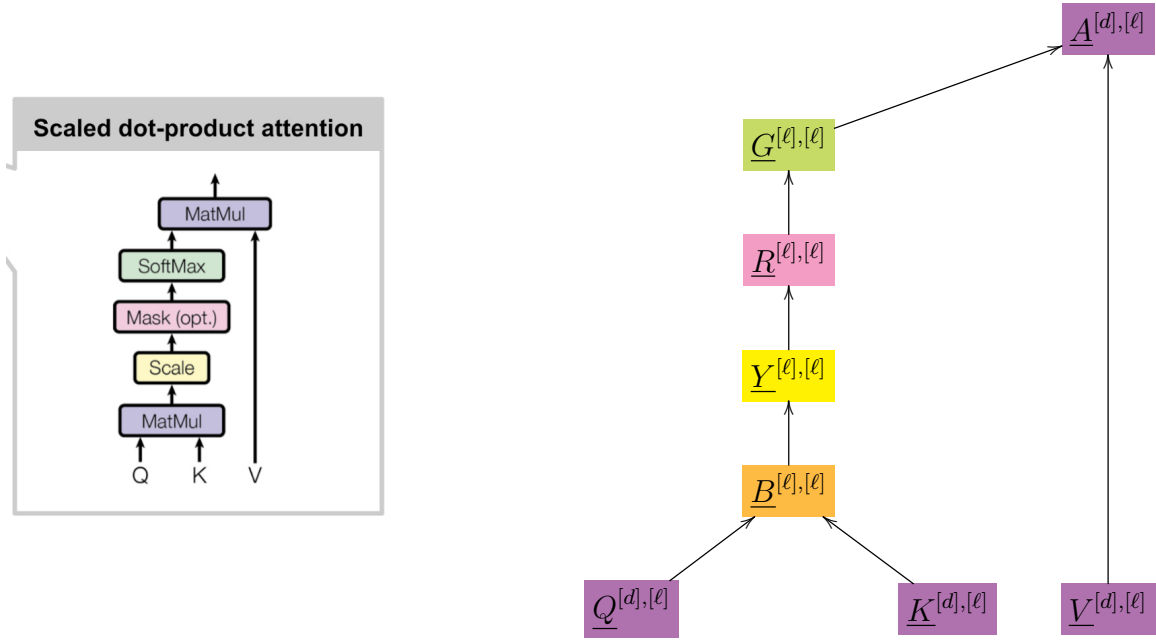 Scaled dot-product attention
MatMul
SoftMax
Mask (opt.)
Scale
MatMul
Q K V
A^{[d],[ℓ]}
G^{[ℓ],[ℓ]}
R^{[ℓ],[ℓ]}
Y^{[ℓ],[ℓ]}
B^{[ℓ],[ℓ]}
Q^{[d],[ℓ]} K^{[d],[ℓ]} V^{[d],[ℓ]}